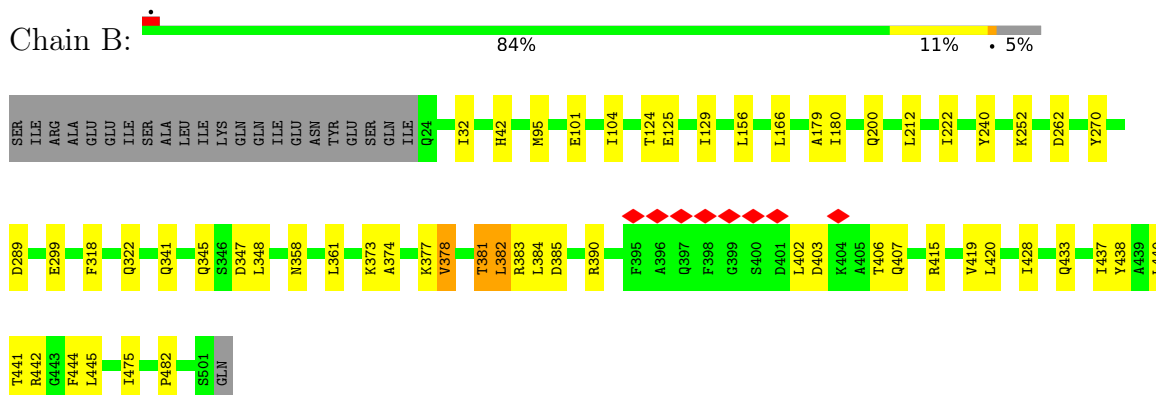 Chain B:
84% 11% • 5%
SER ILE ARG ALA GLU GLU ILE SER ALA LEU ILE LYS GLN GLN ILE GLU ASN TYR GLU SER GLN ILE Q24 I32 H42 M95 E101 I104 T124 E125 I129 L156 L166 A179 I180 Q200 L212 I222 Y240 K252 D262 Y270
D289 E299 F318 Q322 Q341 Q345 S346 D347 L348 N358 L361 K373 A374 K377 V378 T381 L382 R383 L384 D385 R390 F395 A396 Q397 F398 G399 S400 D401 L402 D403 K404 A405 T406 Q407 R415 V419 L420 I428 Q433 I437 Y438 A439 L440
T441 R442 G443 F444 L445 I475 P482 S501 GLN